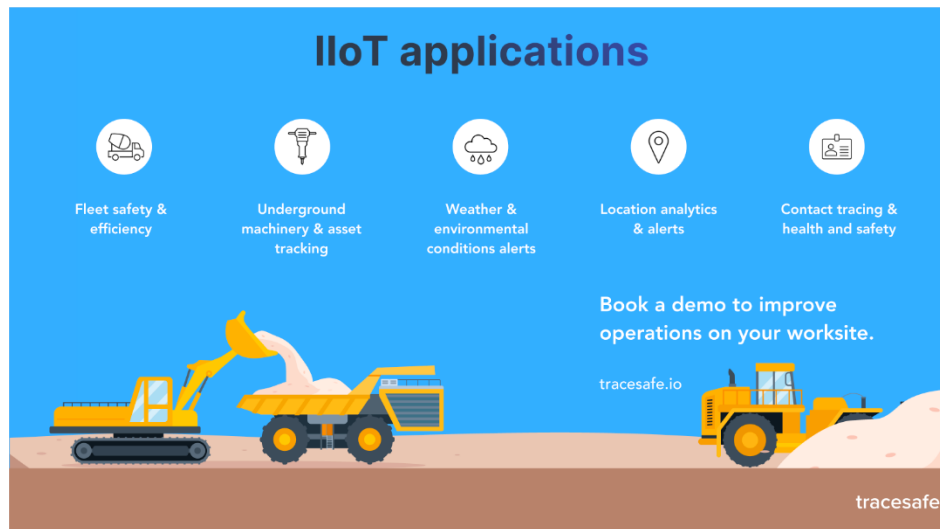 IIoT applications
Fleet safety &
efficiency
Underground
machinery & asset
tracking
Weather &
environmental
conditions alerts
Location analytics
& alerts
Contact tracing &
health and safety
Book a demo to improve
operations on your worksite.
tracesafe.io
tracesafe